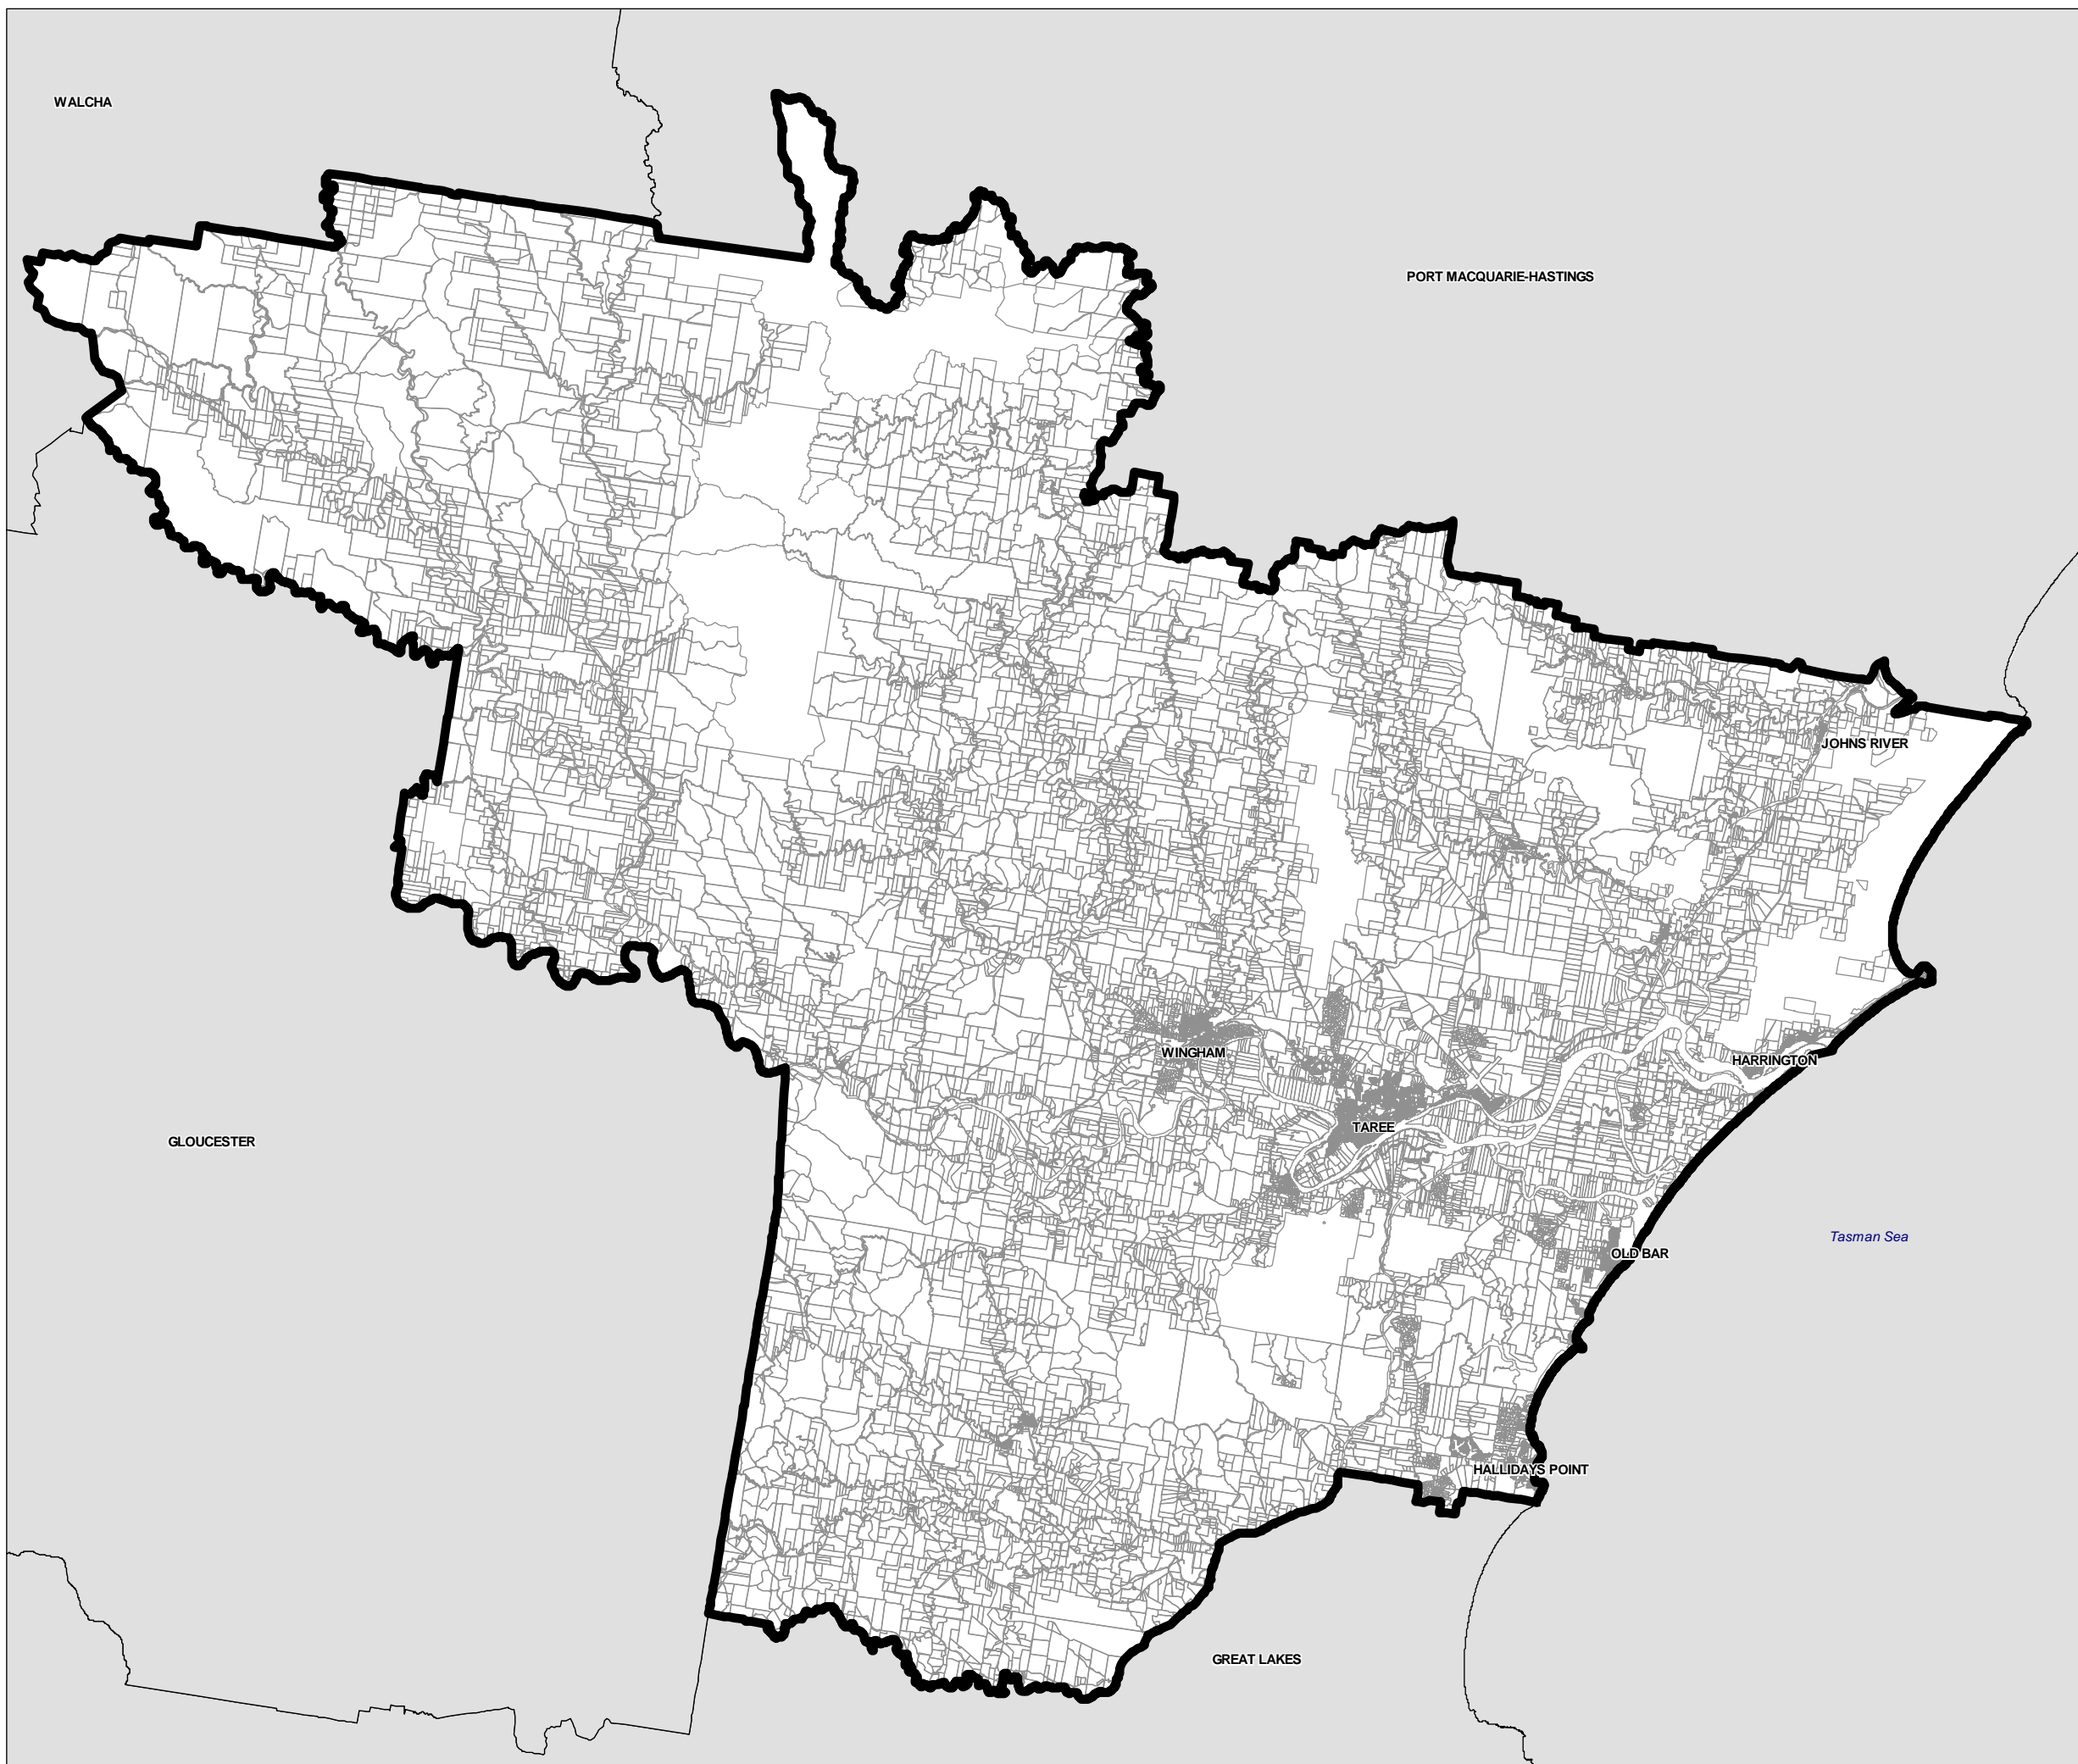 WALCHA
PORT MACQUARIE-HASTINGS
JOHNS RIVER
WINGHAM
HARRINGTON
TAREE
GLOUCESTER
Tasman Sea
OLD BAR
HALLIDAYS POINT
GREAT LAKES